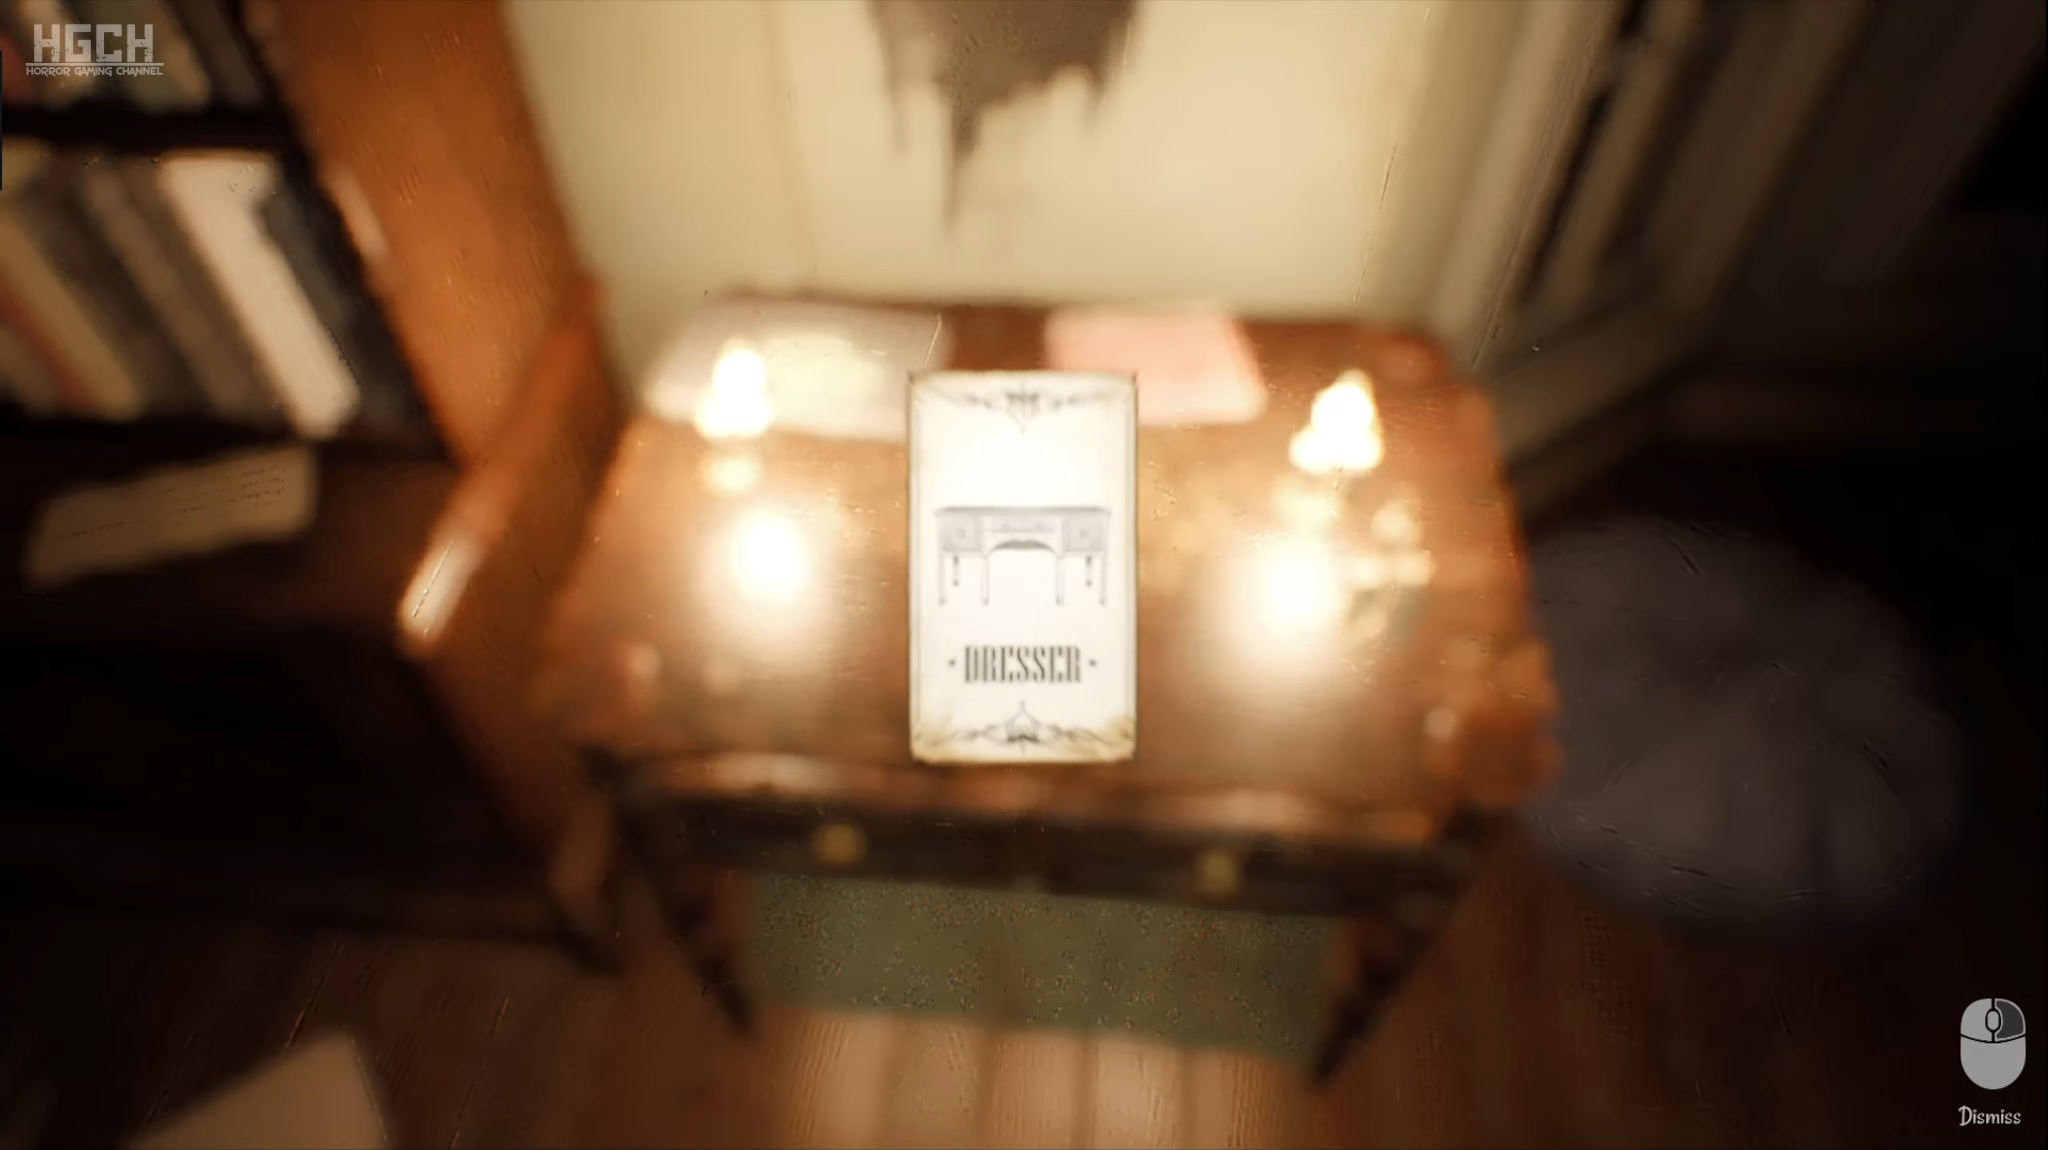 HGCH
HORROR GAMING CHANNEL
• DRESSER •
Dismiss